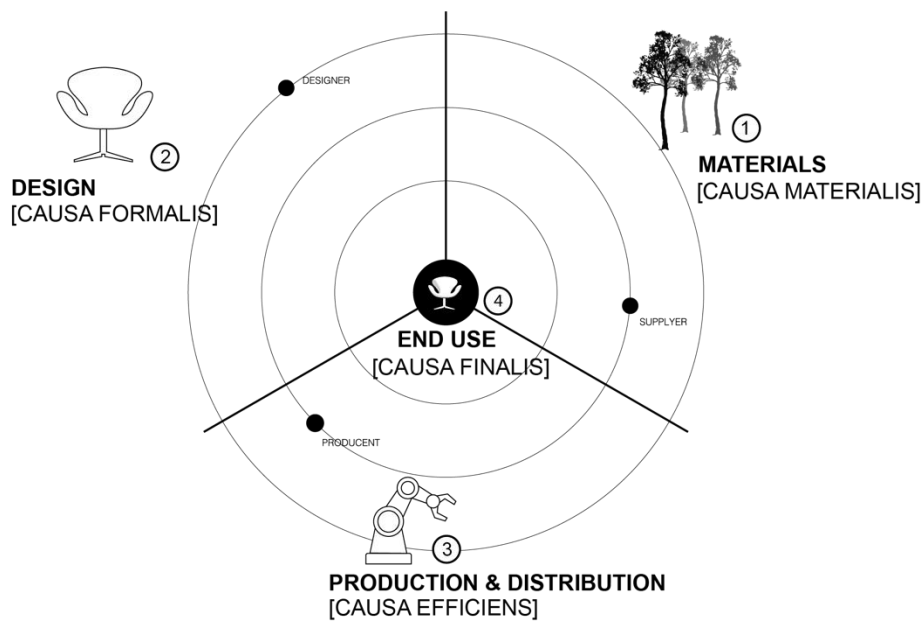 DESIGNER
1
MATERIALS
[CAUSA MATERIALIS]
2
DESIGN
[CAUSA FORMALIS]
4
END USE
[CAUSA FINALIS]
SUPPLYER
PRODUCENT
3
PRODUCTION & DISTRIBUTION
[CAUSA EFFICIENS]